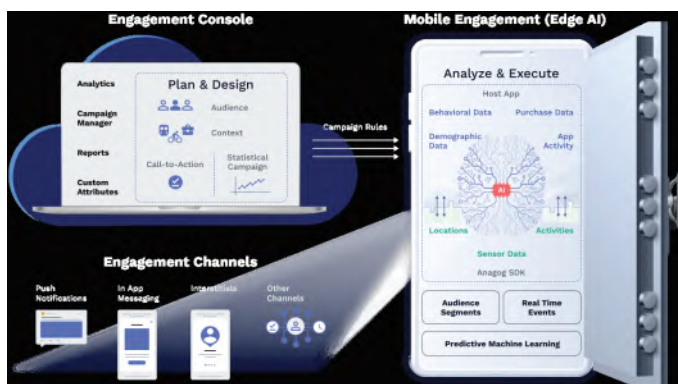 Engagement Console
Analytics
Campaign
Manager
Reports
Custom
Attributes
Plan & Design
Audience
Context
Call-to-Action
Statistical
Campaign
Campaign Rules
Mobile Engagement (Edge AI)
Analyze & Execute
Host App
Behavioral Data
Purchase Data
Demographic
Data
App
Activity
AI
Locations
Activities
Sensor Data
Anagog SDK
Audience
Segments
Real Time
Events
Predictive Machine Learning
Engagement Channels
Push
Notifications
In App
Messaging
Interstitials
Other
Channels